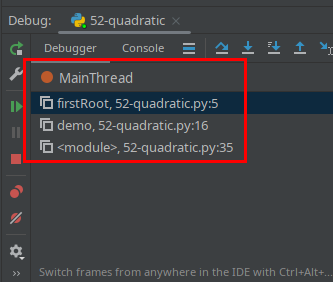 Debug: 52-quadratic
Debugger Console
MainThread
firstRoot, 52-quadratic.py:5
demo, 52-quadratic.py:16
<module>, 52-quadratic.py:35
Switch frames from anywhere in the IDE with Ctrl+Alt+...